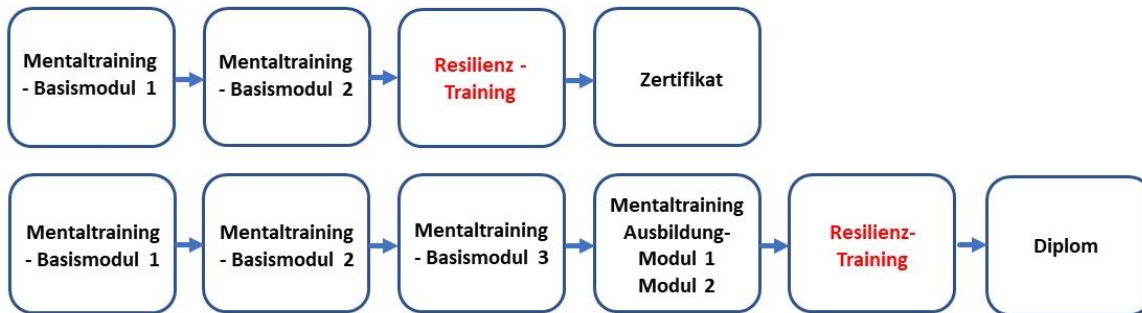 Mentaltraining
- Basismodul 1
Mentaltraining
- Basismodul 2
Resilienz -
Training
Zertifikat
Mentaltraining
- Basismodul 1
Mentaltraining
- Basismodul 2
Mentaltraining
- Basismodul 3
Mentaltraining
Ausbildung-
Modul 1
Modul 2
Resilienz-
Training
Diplom